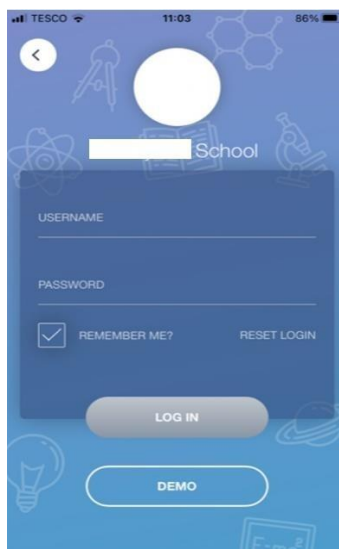 TESCO 11:03 86%
School
USERNAME
PASSWORD
REMEMBER ME? RESET LOGIN
LOG IN
DEMO